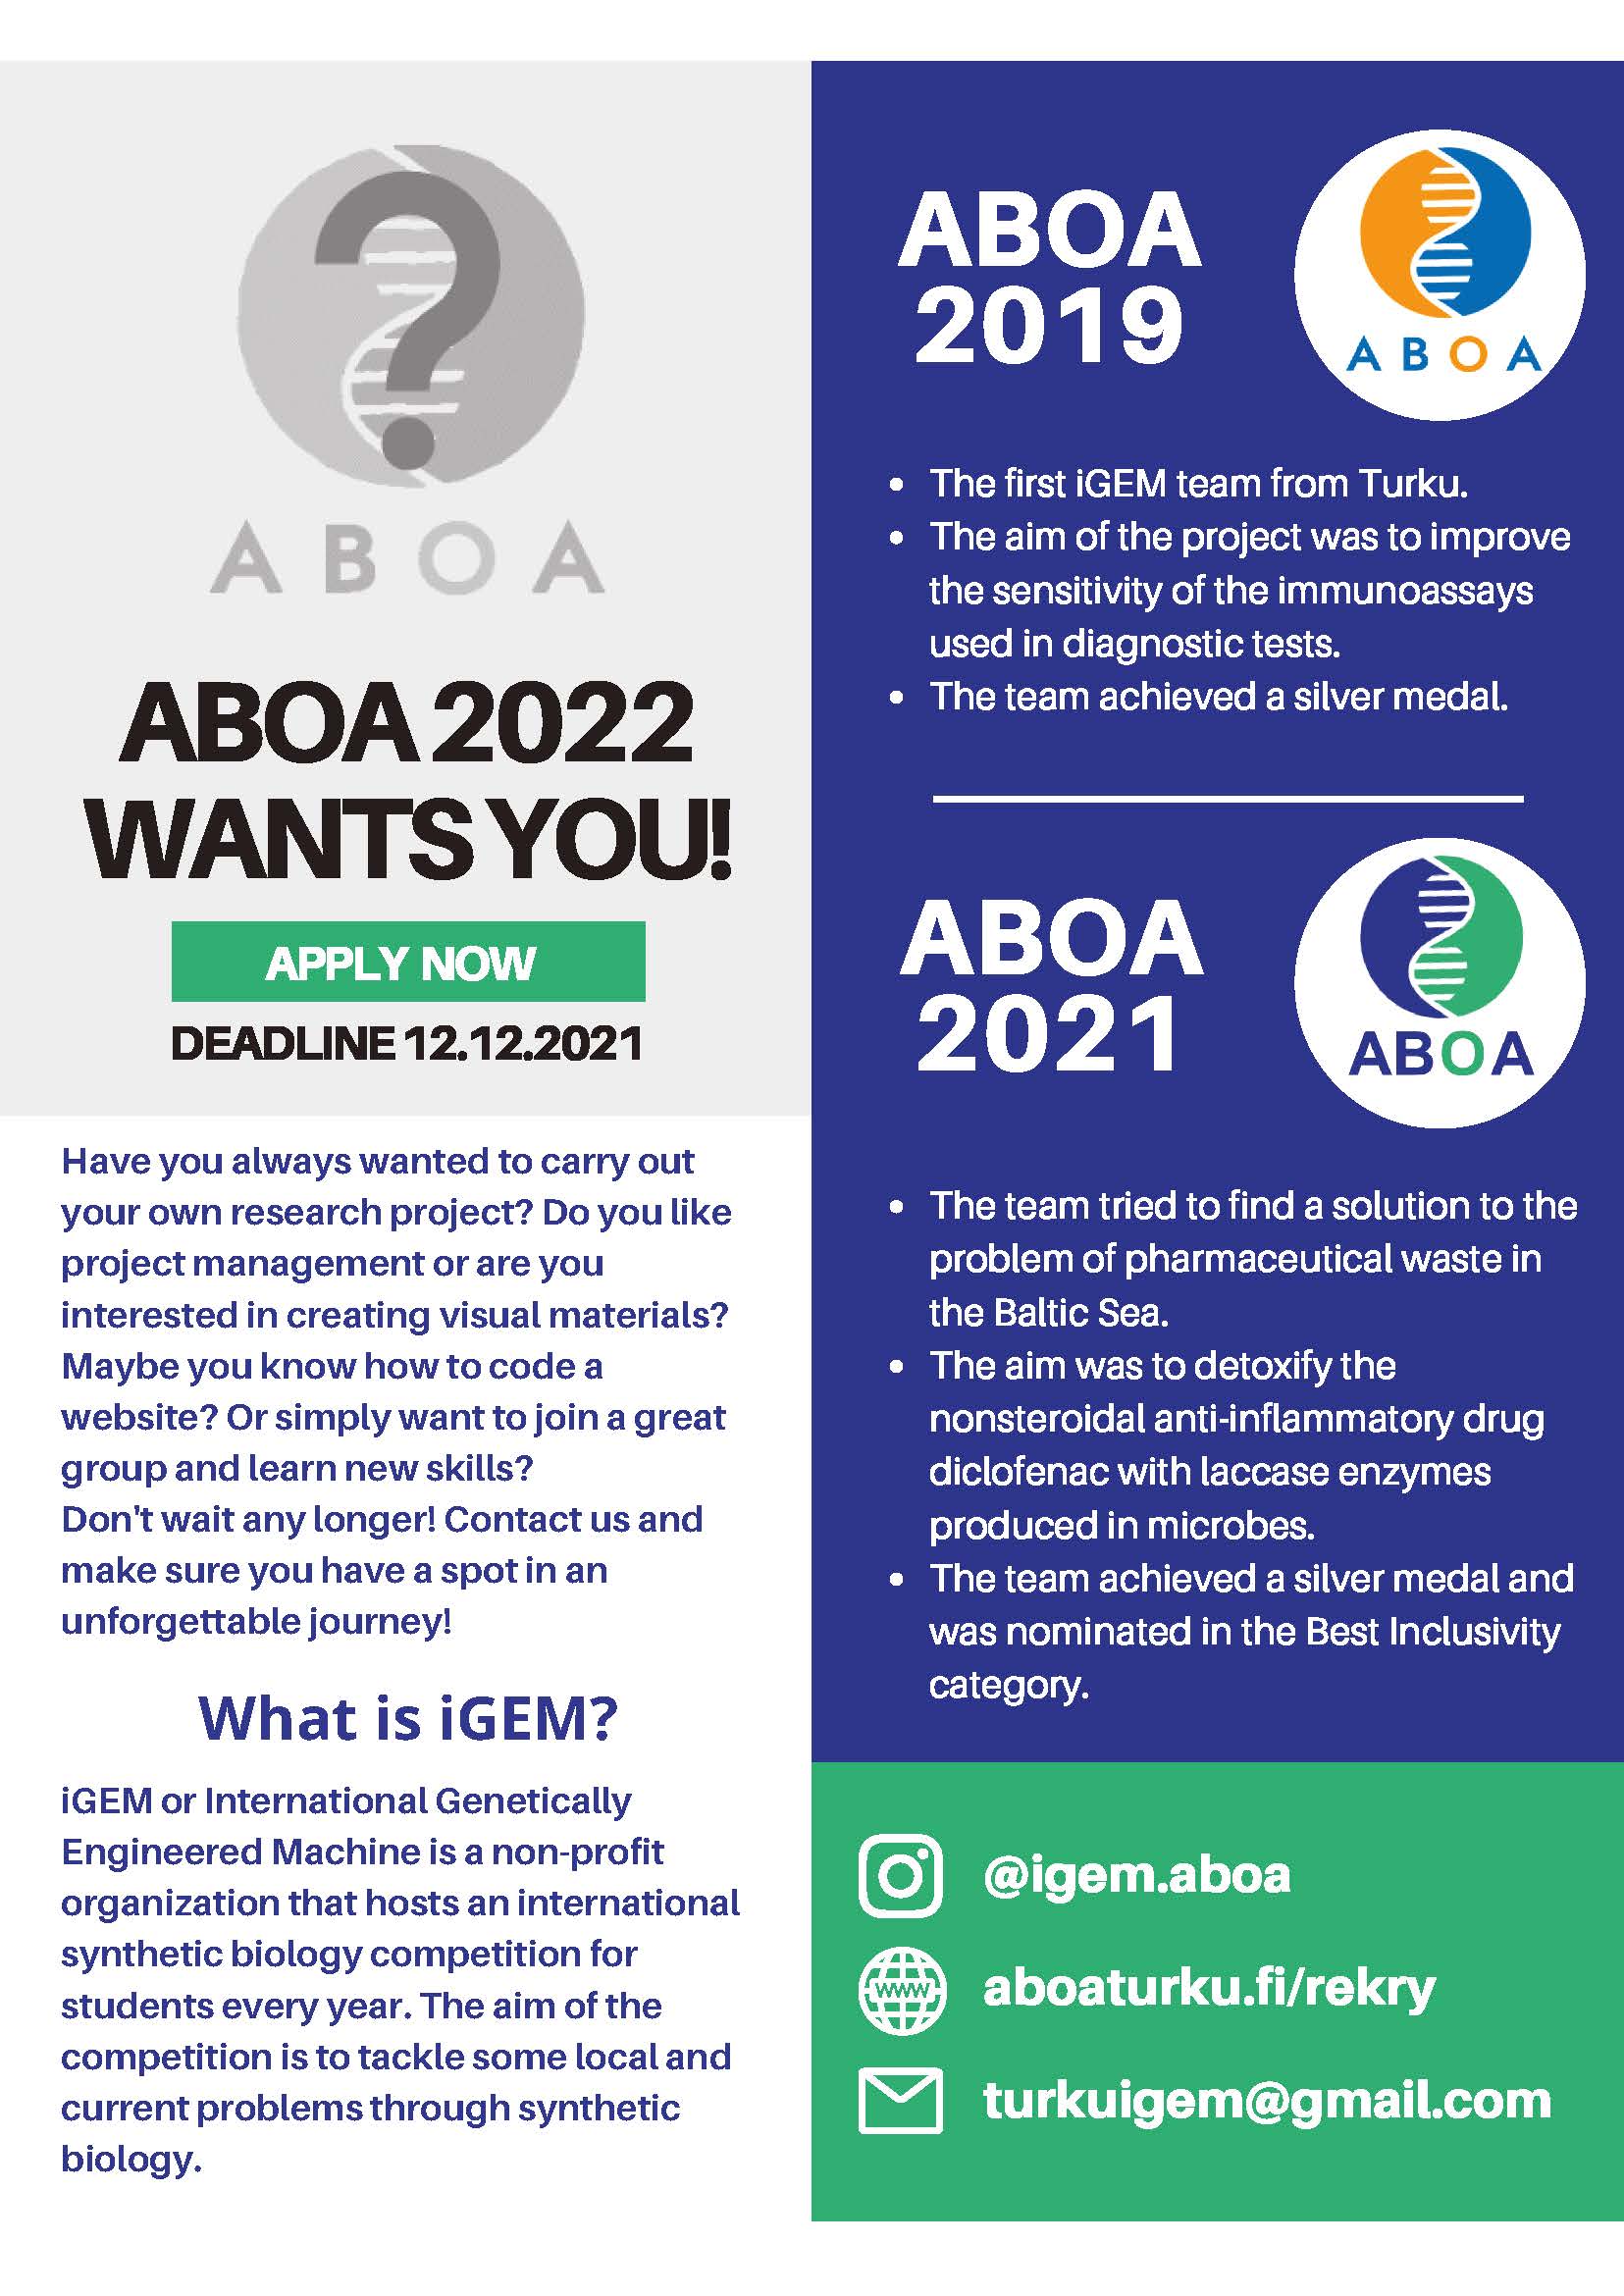 ABOA
ABOA 2022
WANTS YOU!
APPLY NOW
DEADLINE 12.12.2021
Have you always wanted to carry out
your own research project? Do you like
project management or are you
interested in creating visual materials?
Maybe you know how to code a
website? Or simply want to join a great
group and learn new skills?
Don't wait any longer! Contact us and
make sure you have a spot in an
unforgettable journey!
What is iGEM?
iGEM or International Genetically
Engineered Machine is a non-profit
organization that hosts an international
synthetic biology competition for
students every year. The aim of the
competition is to tackle some local and
current problems through synthetic
biology.
ABOA
2019
ABOA
• The first iGEM team from Turku.
• The aim of the project was to improve
the sensitivity of the immunoassays
used in diagnostic tests.
• The team achieved a silver medal.
ABOA
2021
ABOA
• The team tried to find a solution to the
problem of pharmaceutical waste in
the Baltic Sea.
• The aim was to detoxify the
nonsteroidal anti-inflammatory drug
diclofenac with laccase enzymes
produced in microbes.
• The team achieved a silver medal and
was nominated in the Best Inclusivity
category.
@igem.aboa
www
aboaturku.fi/rekry
turkuigem@gmail.com